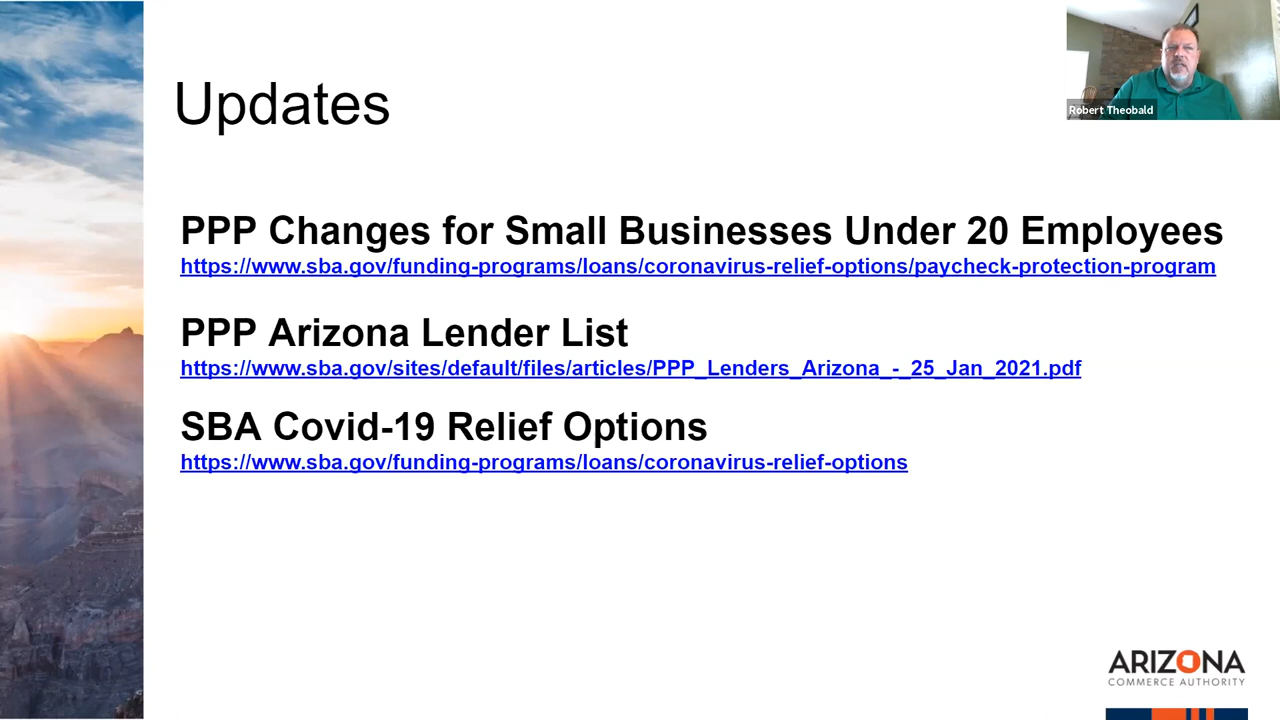 Updates
Robert Theobald
PPP Changes for Small Businesses Under 20 Employees
https://www.sba.gov/funding-programs/loans/coronavirus-relief-options/paycheck-protection-program
PPP Arizona Lender List
https://www.sba.gov/sites/default/files/articles/PPP_Lenders_Arizona_-_25_Jan_2021.pdf
SBA Covid-19 Relief Options
https://www.sba.gov/funding-programs/loans/coronavirus-relief-options
ARIZONA
COMMERCE AUTHORITY